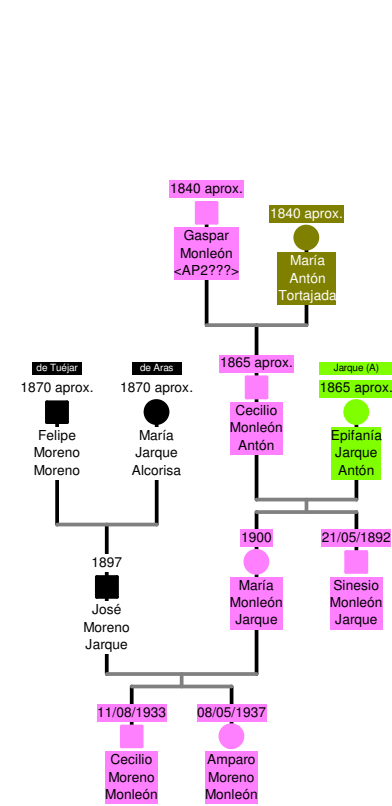 1840 aprox.
Gaspar
Monleón
<AP2???>
1840 aprox.
María
Antón
Tortajada
de Tuéjar
1870 aprox.
Felipe
Moreno
Moreno
de Aras
1870 aprox.
María
Jarque
Alcorisa
1865 aprox.
Cecilio
Monleón
Antón
Jarque (A)
1865 aprox.
Epifanía
Jarque
Antón
1897
José
Moreno
Jarque
1900
María
Monleón
Jarque
21/05/1892
Sinesio
Monleón
Jarque
11/08/1933
Cecilio
Moreno
Monleón
08/05/1937
Amparo
Moreno
Monleón